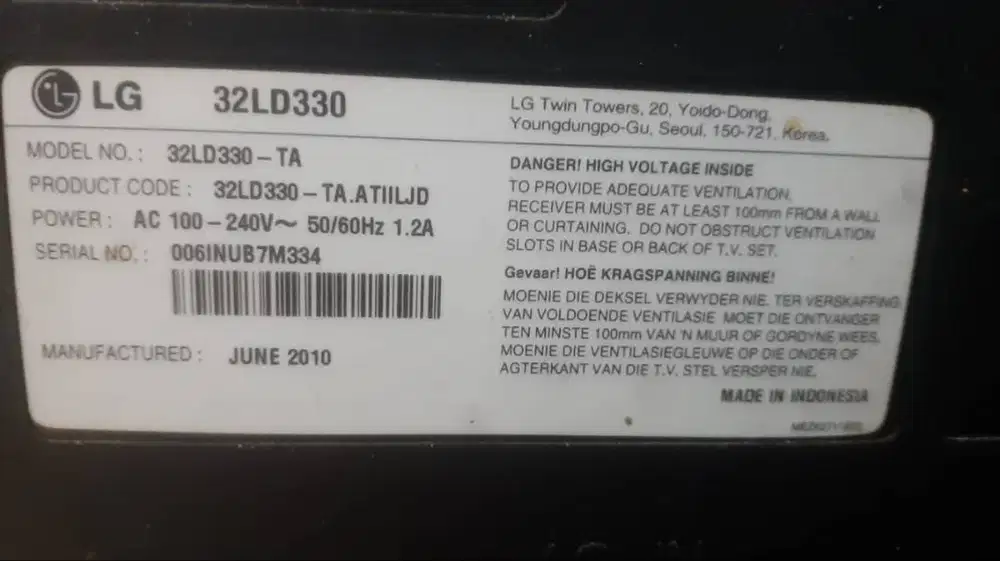 LG 32LD330
MODEL NO.: 32LD330-TA
PRODUCT CODE: 32LD330-TA.ATIILJD
POWER: AC 100-240V~ 50/60Hz 1.2A
SERIAL NO.: 006INUB7M334
MANUFACTURED: JUNE 2010
LG Twin Towers, 20, Yoido-Dong,
Youngdungpo-Gu, Seoul, 150-721, Korea.
DANGER! HIGH VOLTAGE INSIDE
TO PROVIDE ADEQUATE VENTILATION,
RECEIVER MUST BE AT LEAST 100mm FROM A WALL
OR CURTAINING. DO NOT OBSTRUCT VENTILATION
SLOTS IN BASE OR BACK OF T.V. SET.
Gevaar! HOË KRAGSPANNING BINNE!
MOENIE DIE DEKSEL VERWYDER NIE. TER VERSKAFFING
VAN VOLDOENDE VENTILASIE MOET DIE ONTVANGER
TEN MINSTE 100mm VAN 'N MUUR OF GORDYNE WEES.
MOENIE DIE VENTILASIEGLEUWE OP DIE ONDER OF
AGTERKANT VAN DIE T.V. STEL VERSPER NIE.
MADE IN INDONESIA